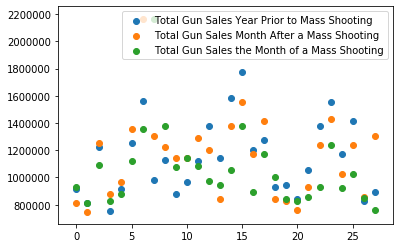 Total Gun Sales Year Prior to Mass Shooting
Total Gun Sales Month After a Mass Shooting
Total Gun Sales the Month of a Mass Shooting
2200000
2000000
1800000
1600000
1400000
1200000
1000000
800000
0 5 10 15 20 25